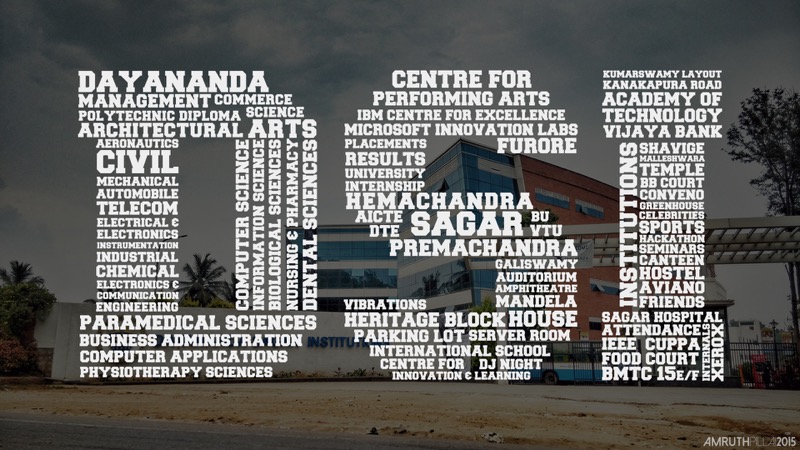 DAYANANDA
MANAGEMENT COMMERCE
POLYTECHNIC DIPLOMA SCIENCE
ARCHITECTURAL ARTS
AERONAUTICS
CIVIL
MECHANICAL
AUTOMOBILE
TELECOM
ELECTRICAL &
ELECTRONICS
INSTRUMENTATION
INDUSTRIAL
CHEMICAL
ELECTRONICS &
COMMUNICATION
ENGINEERING
COMPUTER SCIENCE
INFORMATION SCIENCE
BIOLOGICAL SCIENCES
NURSING & PHARMACY
DENTAL SCIENCES
PARAMEDICAL SCIENCES
BUSINESS ADMINISTRATION
COMPUTER APPLICATIONS
PHYSIOTHERAPY SCIENCES
CENTRE FOR
PERFORMING ARTS
IBM CENTRE FOR EXCELLENCE
MICROSOFT INNOVATION LABS
PLACEMENTS FURORE
RESULTS
UNIVERSITY
INTERNSHIP
HEMACHANDRA
AICTE SAGAR BU
DTE VTU
PREMACHANDRA
GALISWAMY
AUDITORIUM
AMPHITHEATRE
VIBRATIONS MANDELA
HERITAGE BLOCK HOUSE
PARKING LOT SERVER ROOM
INTERNATIONAL SCHOOL
CENTRE FOR DJ NIGHT
INNOVATION & LEARNING
KUMARSWAMY LAYOUT
KANAKAPURA ROAD
ACADEMY OF
TECHNOLOGY
VIJAYA BANK
INSTITUTIONS
SHAVIGE
MALLESHWARA
TEMPLE
BB COURT
CONVENO
GREENHOUSE
CELEBRITIES
SPORTS
HACKATHON
SEMINARS
CANTEEN
HOSTEL
AVIANO
FRIENDS
SAGAR HOSPITAL
ATTENDANCE
IEEE CUPPA
FOOD COURT
BMTC 15E/F
INTERNALS
XEROX
INSTITU
AMRUTHPILLAI2015